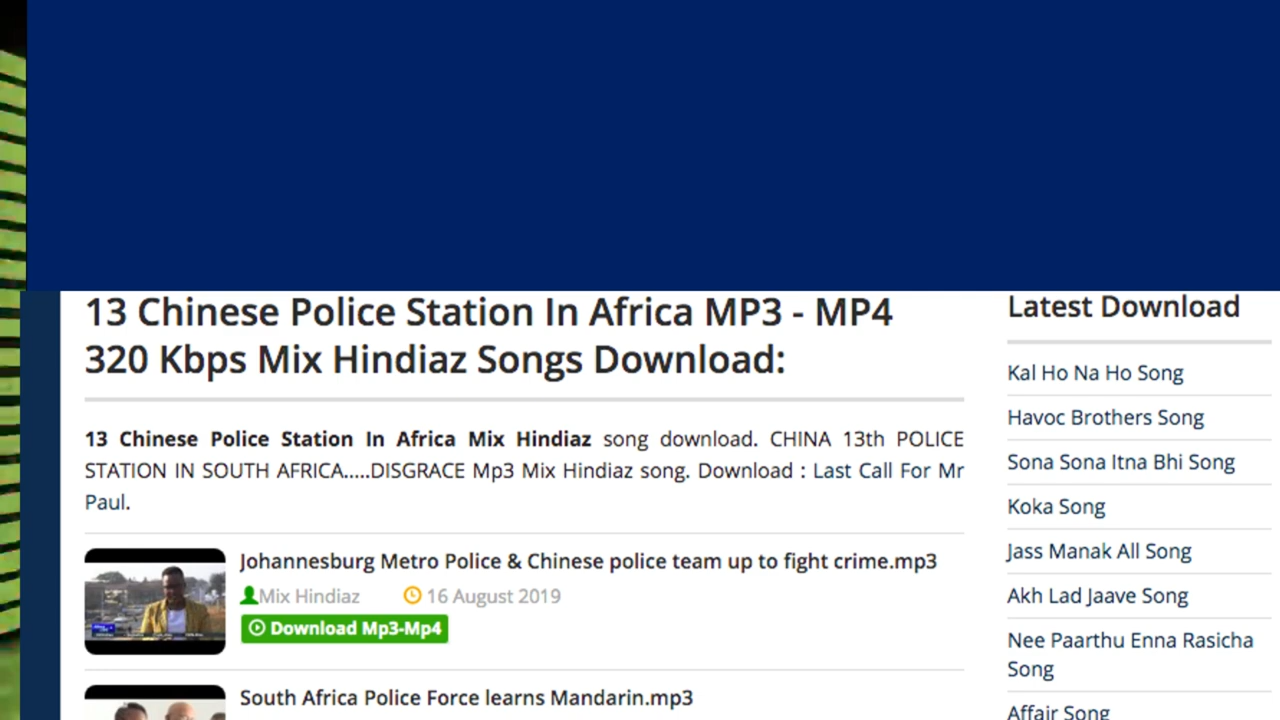 13 Chinese Police Station In Africa MP3 - MP4
320 Kbps Mix Hindiaz Songs Download:
13 Chinese Police Station In Africa Mix Hindiaz song download. CHINA 13th POLICE
STATION IN SOUTH AFRICA.....DISGRACE Mp3 Mix Hindiaz song. Download : Last Call For Mr
Paul.
Johannesburg Metro Police & Chinese police team up to fight crime.mp3
Mix Hindiaz 16 August 2019
Download Mp3-Mp4
South Africa Police Force learns Mandarin.mp3
Latest Download
Kal Ho Na Ho Song
Havoc Brothers Song
Sona Sona Itna Bhi Song
Koka Song
Jass Manak All Song
Akh Lad Jaave Song
Nee Paarthu Enna Rasicha
Song
Affair Song